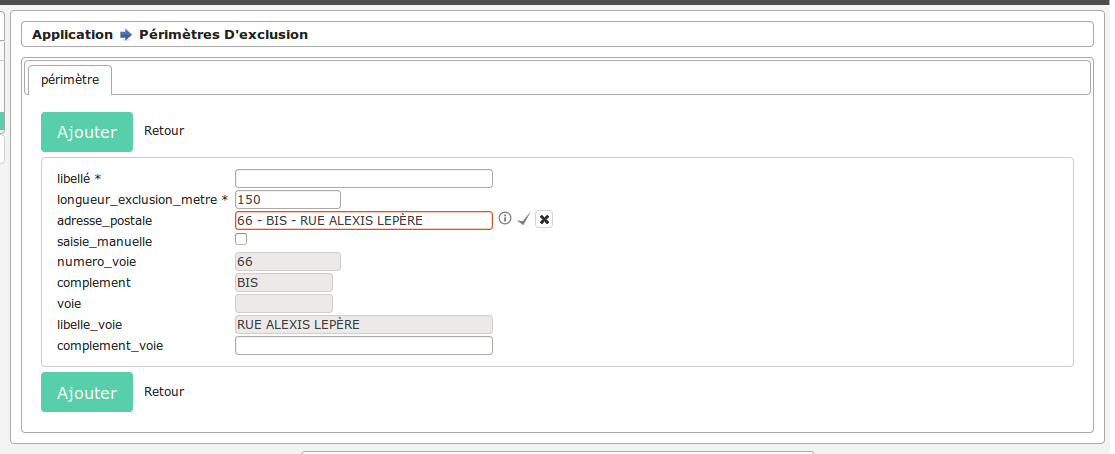 Application Périmètres D'exclusion
périmètre
Ajouter Retour
libellé *
longueur_exclusion_metre * 150
adresse_postale 66 - BIS - RUE ALEXIS LEPÈRE
saisie_manuelle
numero_voie 66
complement BIS
voie
libelle_voie RUE ALEXIS LEPÈRE
complement_voie
Ajouter Retour